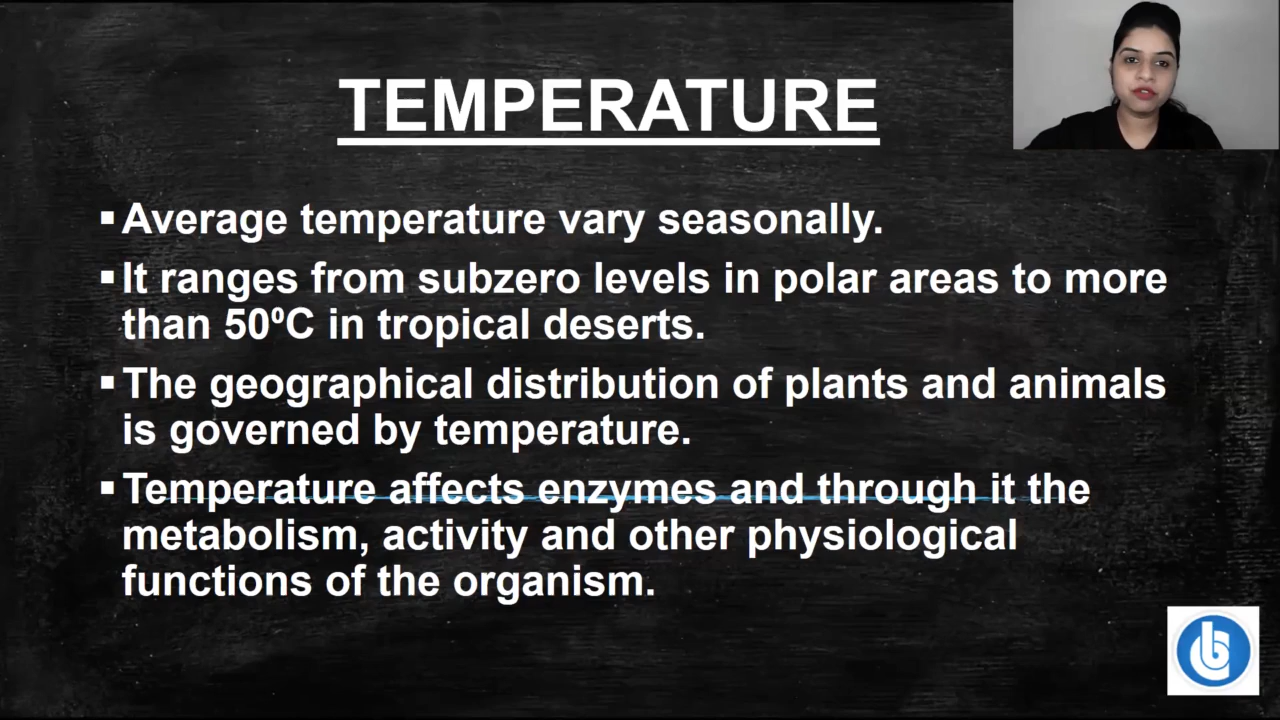 TEMPERATURE
▪ Average temperature vary seasonally.
▪ It ranges from subzero levels in polar areas to more
than 50⁰C in tropical deserts.
▪ The geographical distribution of plants and animals
is governed by temperature.
▪ Temperature affects enzymes and through it the
metabolism, activity and other physiological
functions of the organism.